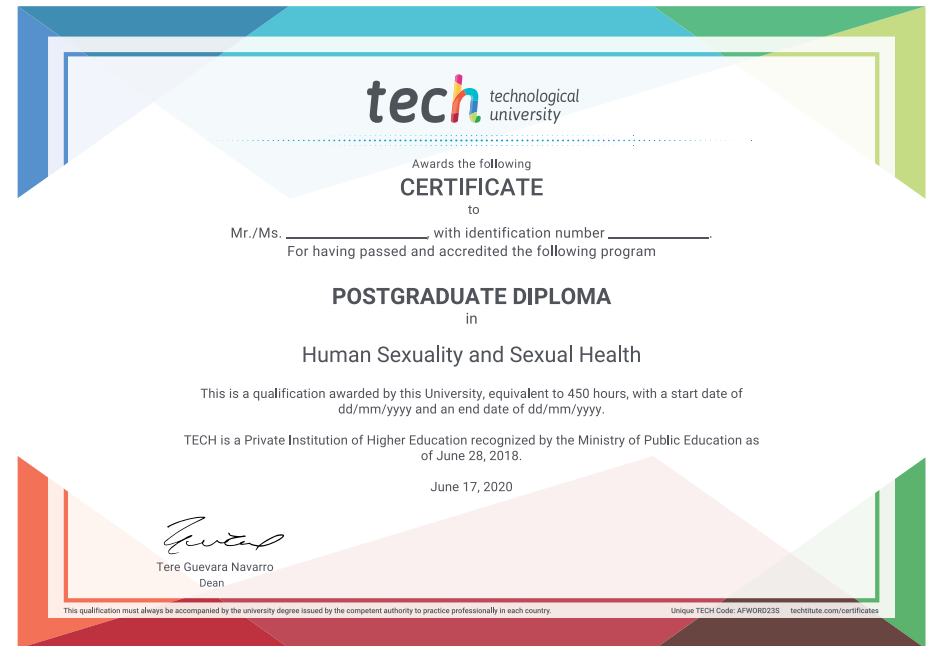 tech technological
university
Awards the following
CERTIFICATE
to
Mr./Ms. ____________________, with identification number ______________.
For having passed and accredited the following program
POSTGRADUATE DIPLOMA
in
Human Sexuality and Sexual Health
This is a qualification awarded by this University, equivalent to 450 hours, with a start date of
dd/mm/yyyy and an end date of dd/mm/yyyy.
TECH is a Private Institution of Higher Education recognized by the Ministry of Public Education as
of June 28, 2018.
June 17, 2020
Tere Guevara Navarro
Dean
This qualification must always be accompanied by the university degree issued by the competent authority to practice professionally in each country.
Unique TECH Code: AFWORD23S techtitute.com/certificates